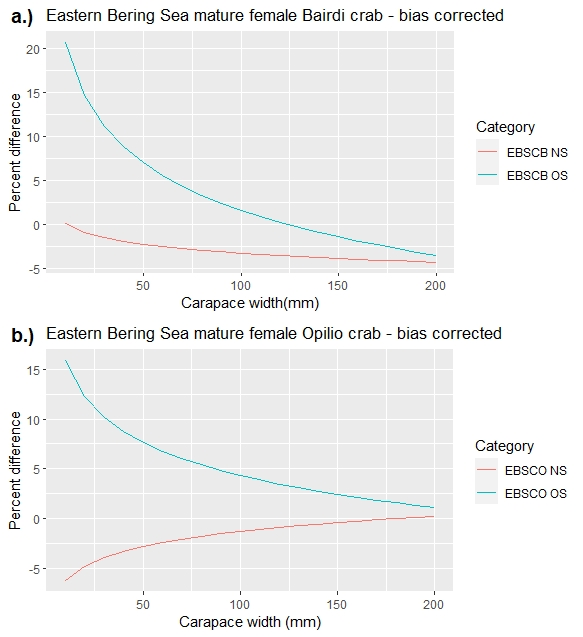 a.) Eastern Bering Sea mature female Bairdi crab - bias corrected
20
15
10
5
0
-5
Percent difference
50 100 150 200
Carapace width(mm)
Category
EBSCB NS
EBSCB OS
b.) Eastern Bering Sea mature female Opilio crab - bias corrected
15
10
5
0
-5
Percent difference
50 100 150 200
Carapace width (mm)
Category
EBSCO NS
EBSCO OS